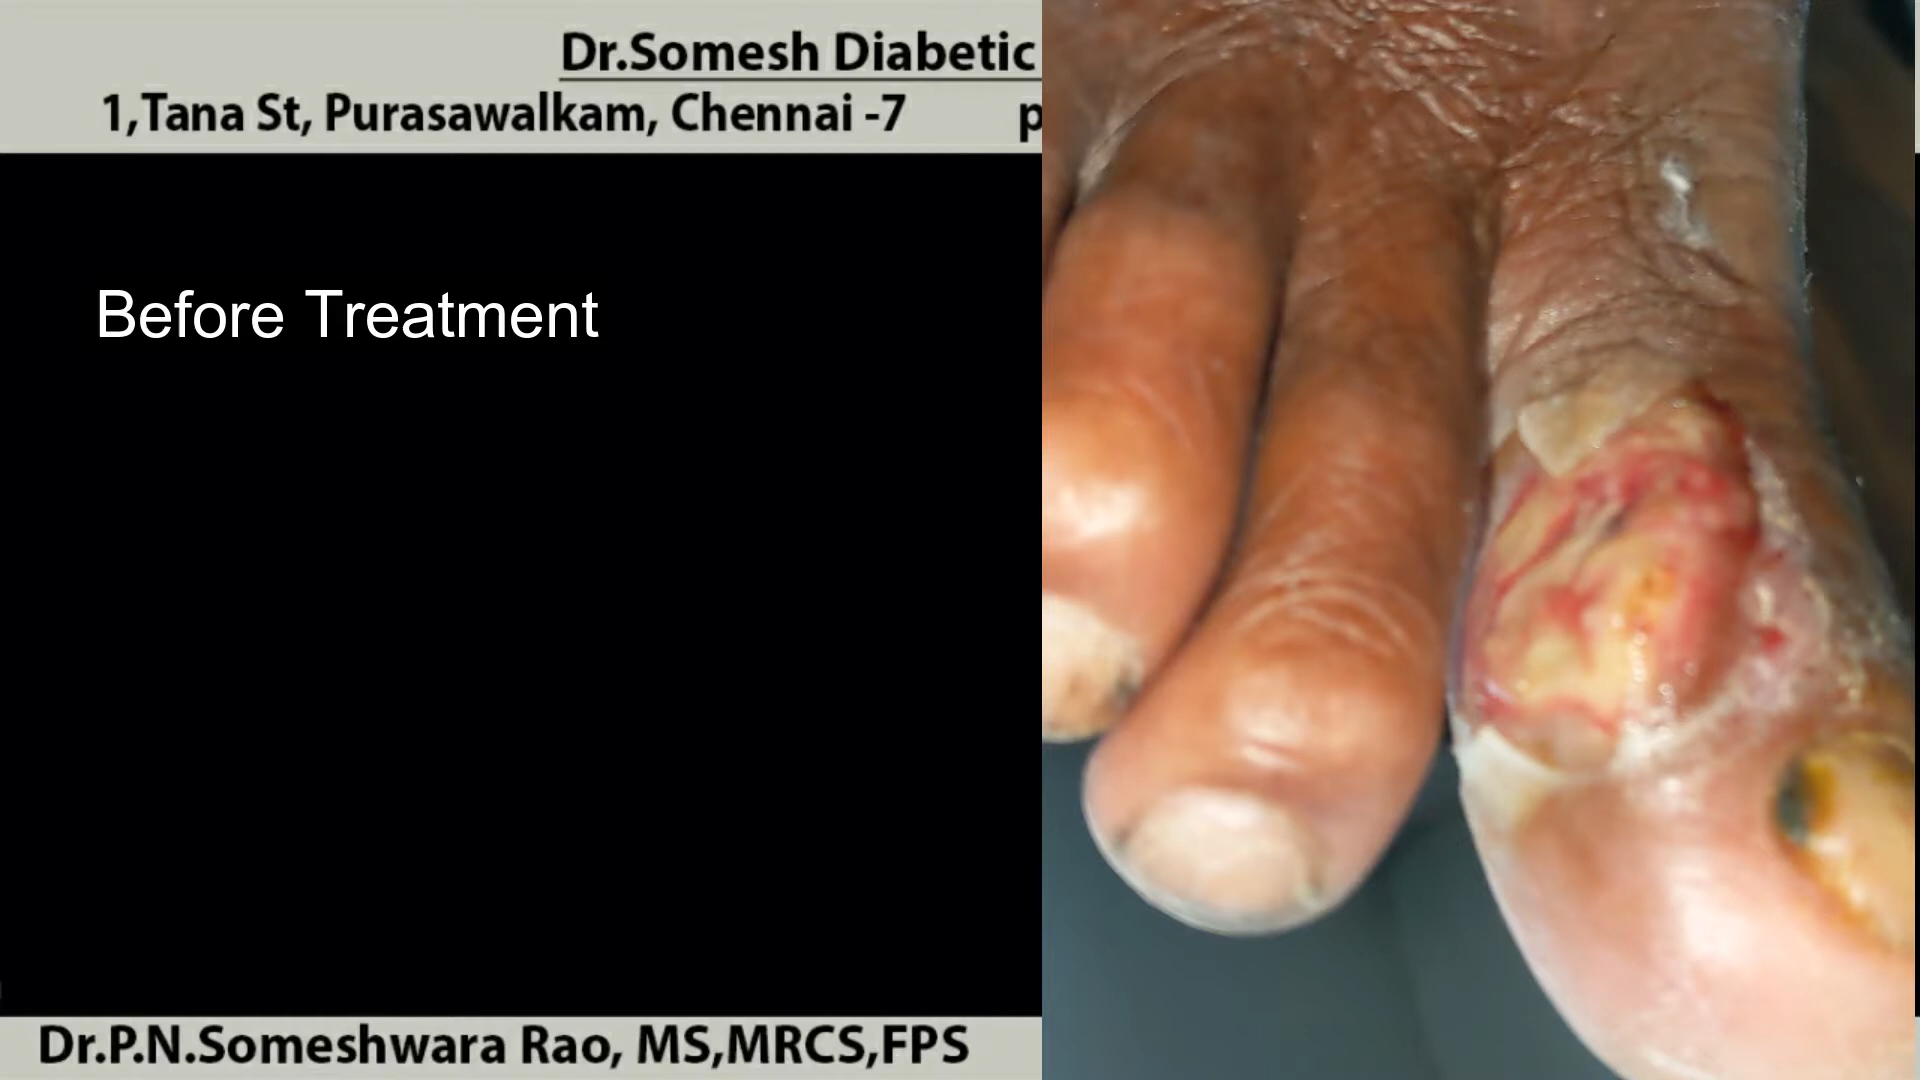 Dr.Somesh Diabetic
1,Tana St, Purasawalkam, Chennai -7 p
Before Treatment
Dr.P.N.Someshwara Rao, MS,MRCS,FPS